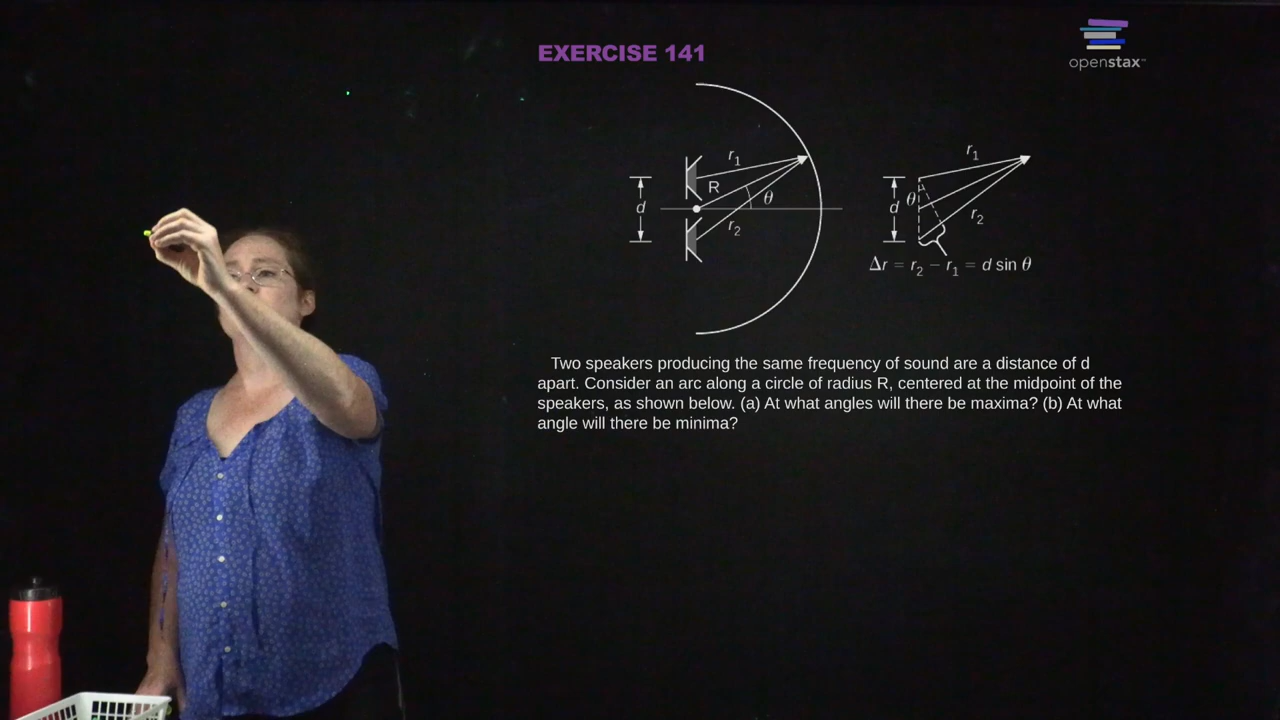 EXERCISE 141
openstax™
r₁
R
θ
d
r₂
r₁
d
θ
r₂
Δr = r₂ − r₁ = d sin θ
Two speakers producing the same frequency of sound are a distance of d
apart. Consider an arc along a circle of radius R, centered at the midpoint of the
speakers, as shown below. (a) At what angles will there be maxima? (b) At what
angle will there be minima?